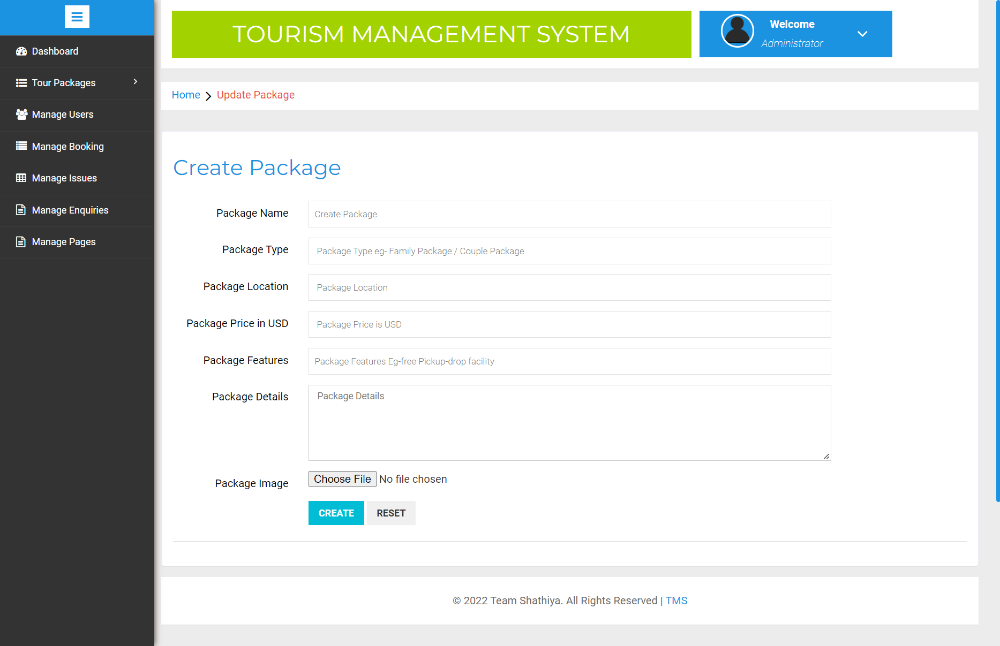 TOURISM MANAGEMENT SYSTEM
Welcome
Administrator
Dashboard
Tour Packages
Manage Users
Manage Booking
Manage Issues
Manage Enquiries
Manage Pages
Home Update Package
Create Package
Package Name Create Package
Package Type Package Type eg- Family Package / Couple Package
Package Location Package Location
Package Price in USD Package Price is USD
Package Features Package Features Eg-free Pickup-drop facility
Package Details Package Details
Package Image Choose File No file chosen
CREATE RESET
© 2022 Team Shathiya. All Rights Reserved | TMS